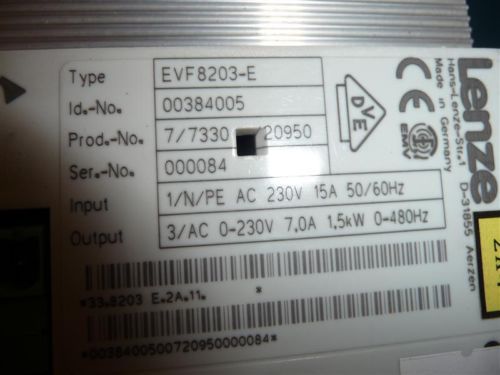 Type EVF8203-E
Id.-No. 00384005
Prod.-No. 7/7330 /20950
Ser.-No. 000084
Input 1/N/PE AC 230V 15A 50/60Hz
Output 3/AC 0-230V 7,0A 1.5kW 0-480Hz
*33.8203 E.2A.11. *
*0038400500720950000084*
VDE
CE
EMV
Lenze
Hans-Lenze-Str.1 D-31855 Aerzen
Made in Germany